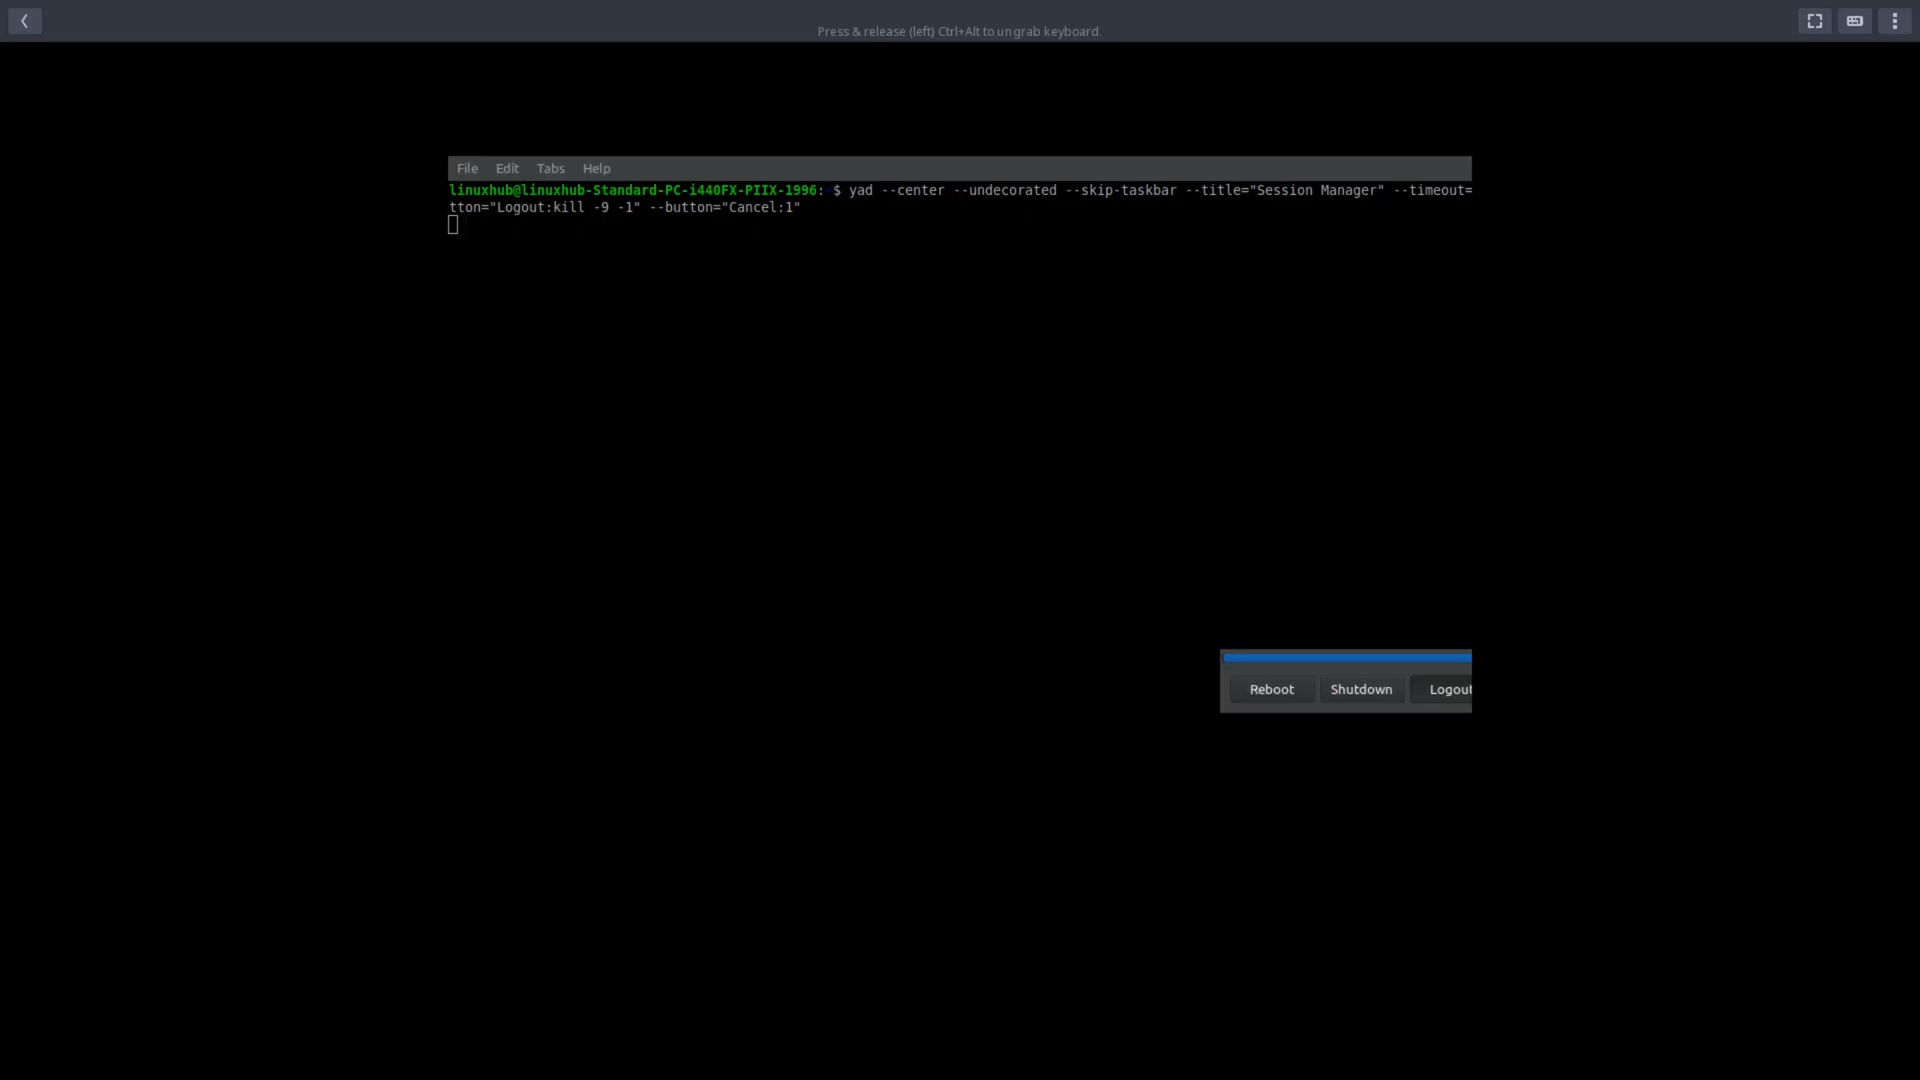 Press & release (left) Ctrl+Alt to ungrab keyboard.
File Edit Tabs Help
linuxhub@linuxhub-Standard-PC-i440FX-PIIX-1996:~$ yad --center --undecorated --skip-taskbar --title="Session Manager" --timeout=
tton="Logout:kill -9 -1" --button="Cancel:1"
Reboot Shutdown Logout